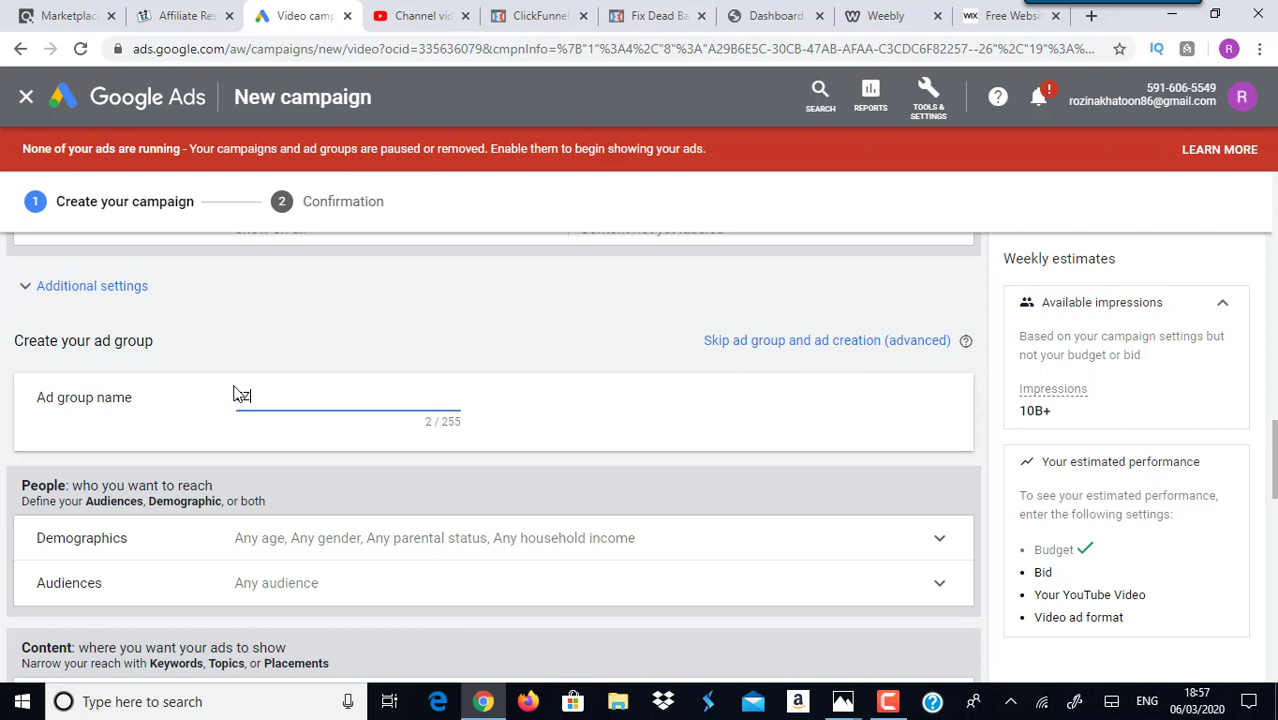 Marketplac
Affiliate Res
Video camp
Channel vid
ClickFunnel
Fix Dead Ba
Dashboard
Weebly
WiX
Free Websit
ads.google.com/aw/campaigns/new/video?ocid=335636079&cmpnInfo=%7B"1"%3A4%2C"8"%3A"A29B6E5C-30CB-47AB-AFAA-C3CDC6F82257--26"%2C"19"%3A%...
IQ
R
Google Ads
New campaign
SEARCH
REPORTS
TOOLS &
SETTINGS
591-606-5549
rozinakhatoon86@gmail.com
R
None of your ads are running - Your campaigns and ad groups are paused or removed. Enable them to begin showing your ads.
LEARN MORE
1 Create your campaign
2 Confirmation
Additional settings
Weekly estimates
Available impressions
Based on your campaign settings but
not your budget or bid
Impressions
10B+
Create your ad group
Skip ad group and ad creation (advanced)
Ad group name
2 / 255
People: who you want to reach
Define your Audiences, Demographic, or both
Demographics
Any age, Any gender, Any parental status, Any household income
Audiences
Any audience
Your estimated performance
To see your estimated performance,
enter the following settings:
• Budget
• Bid
• Your YouTube Video
• Video ad format
Content: where you want your ads to show
Narrow your reach with Keywords, Topics, or Placements
Type here to search
ENG
18:57
06/03/2020